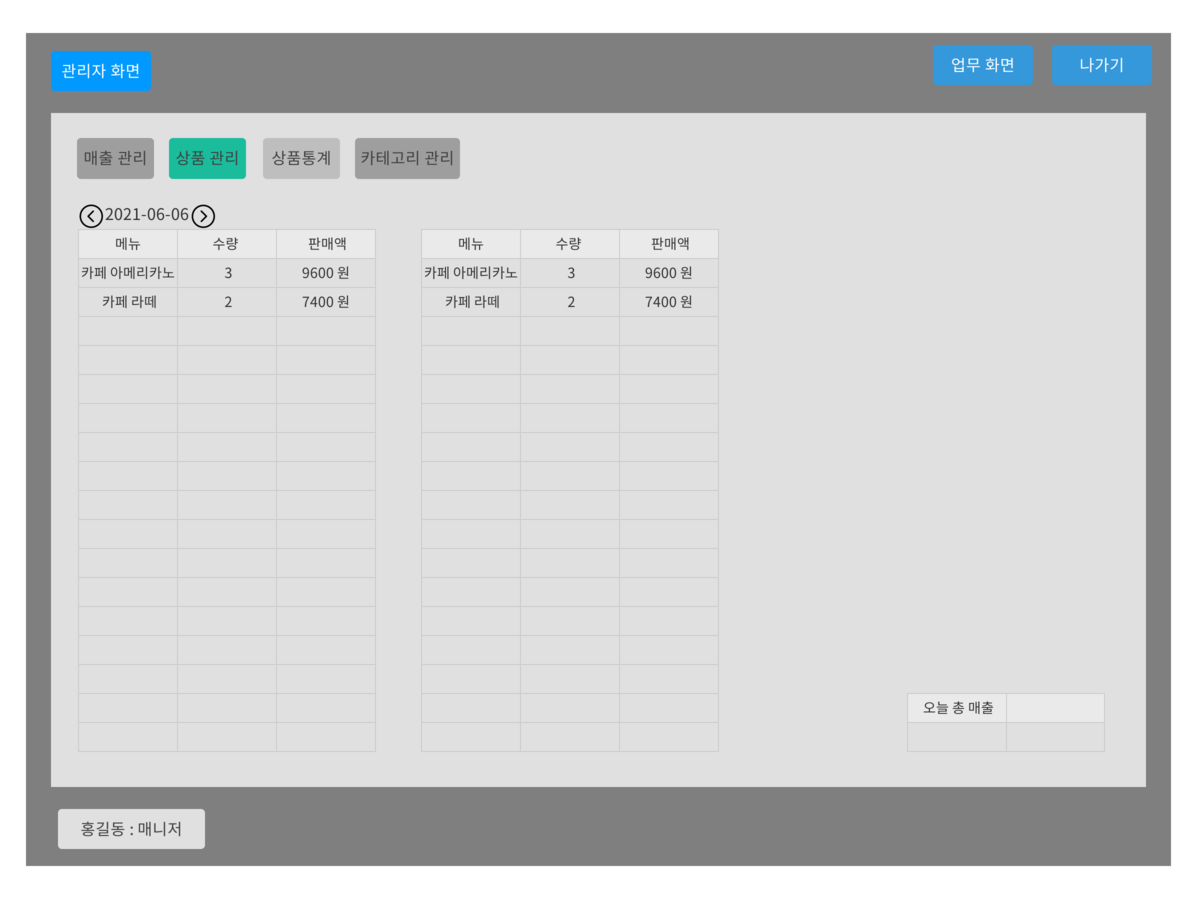 관리자 화면
업무 화면
나가기
매출 관리
상품 관리
상품통계
카테고리 관리
2021-06-06
메뉴 수량 판매액
카페 아메리카노 3 9600 원
카페 라떼 2 7400 원
메뉴 수량 판매액
카페 아메리카노 3 9600 원
카페 라떼 2 7400 원
오늘 총 매출
홍길동 : 매니저